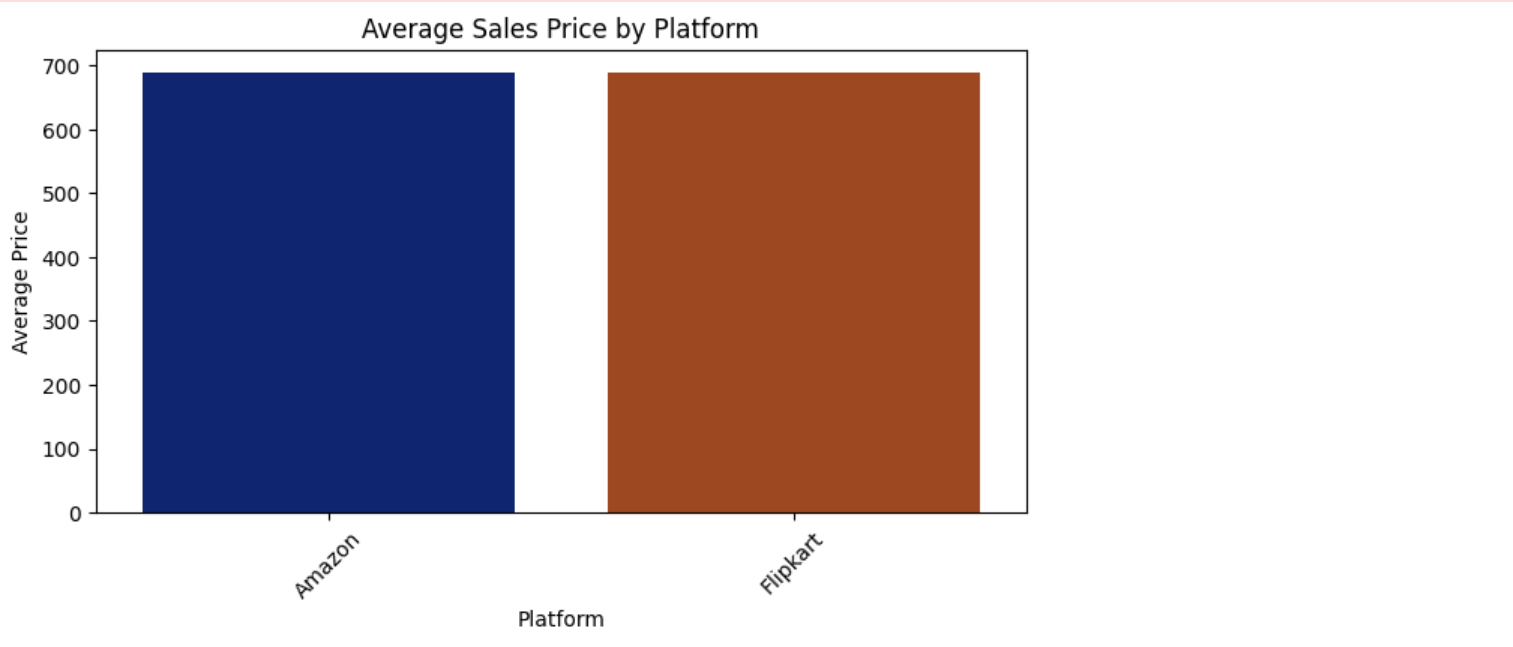 Average Sales Price by Platform
700
600
500
400
300
200
100
0
Average Price
Amazon
Flipkart
Platform